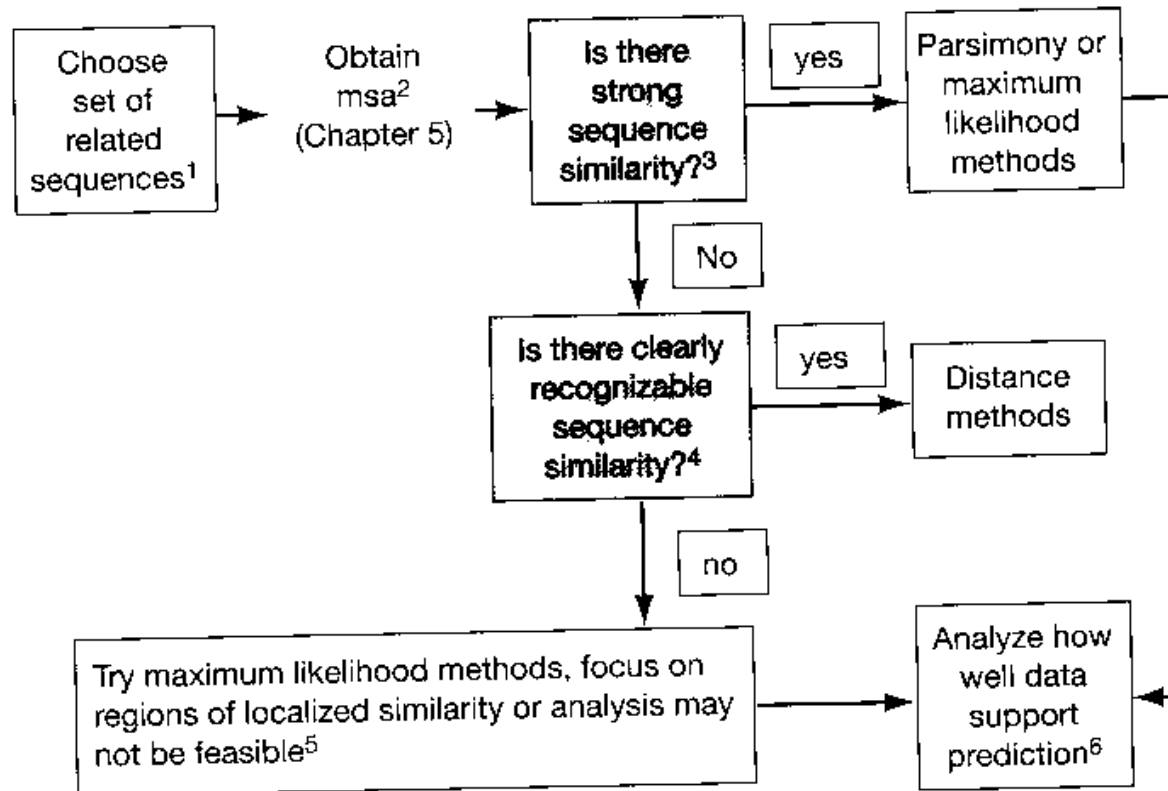 Choose
set of
related
sequences¹
Obtain
msa²
(Chapter 5)
Is there
strong
sequence
similarity?³
yes
Parsimony or
maximum
likelihood
methods
No
Is there clearly
recognizable
sequence
similarity?⁴
yes
Distance
methods
no
Try maximum likelihood methods, focus on
regions of localized similarity or analysis may
not be feasible⁵
Analyze how
well data
support
prediction⁶